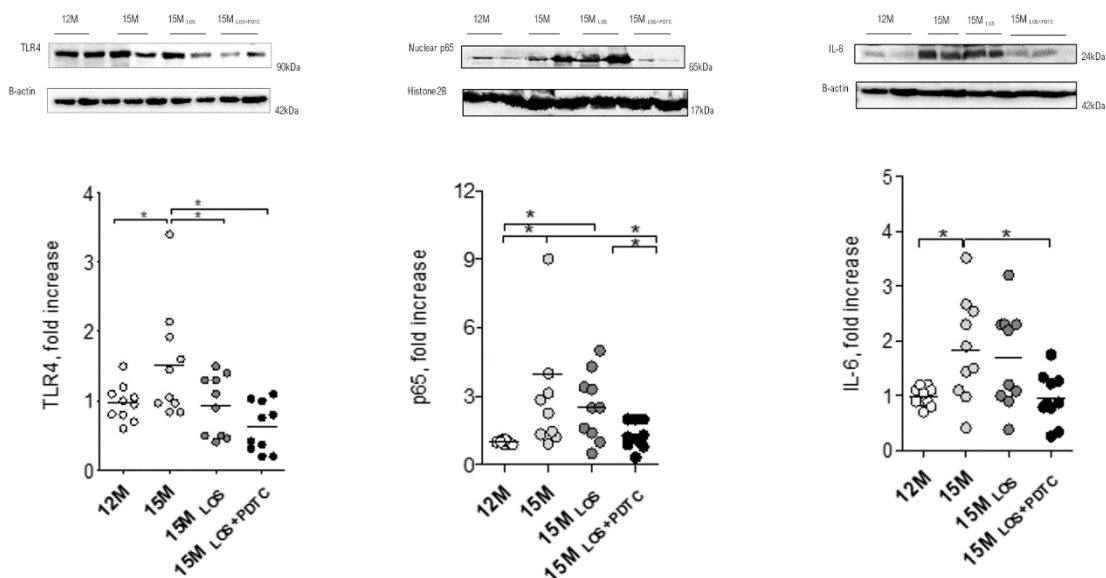 12M 15M 15M LOS 15M LOS+PDTC
TLR4
90kDa
B-actin
42kDa
12M 15M 15M LOS 15M LOS+PDTC
Nuclear p65
65kDa
Histone2B
17kDa
12M 15M 15M LOS 15M LOS+PDTC
IL-6
24kDa
B-actin
42kDa
TLR4, fold increase
4
3
2
1
0
* * *
12M 15M 15M LOS 15M LOS+PDTC
p65, fold increase
12
9
6
3
0
* * * *
12M 15M 15M LOS 15M LOS+PDTC
IL-6, fold increase
5
4
3
2
1
0
* *
12M 15M 15M LOS 15M LOS+PDTC